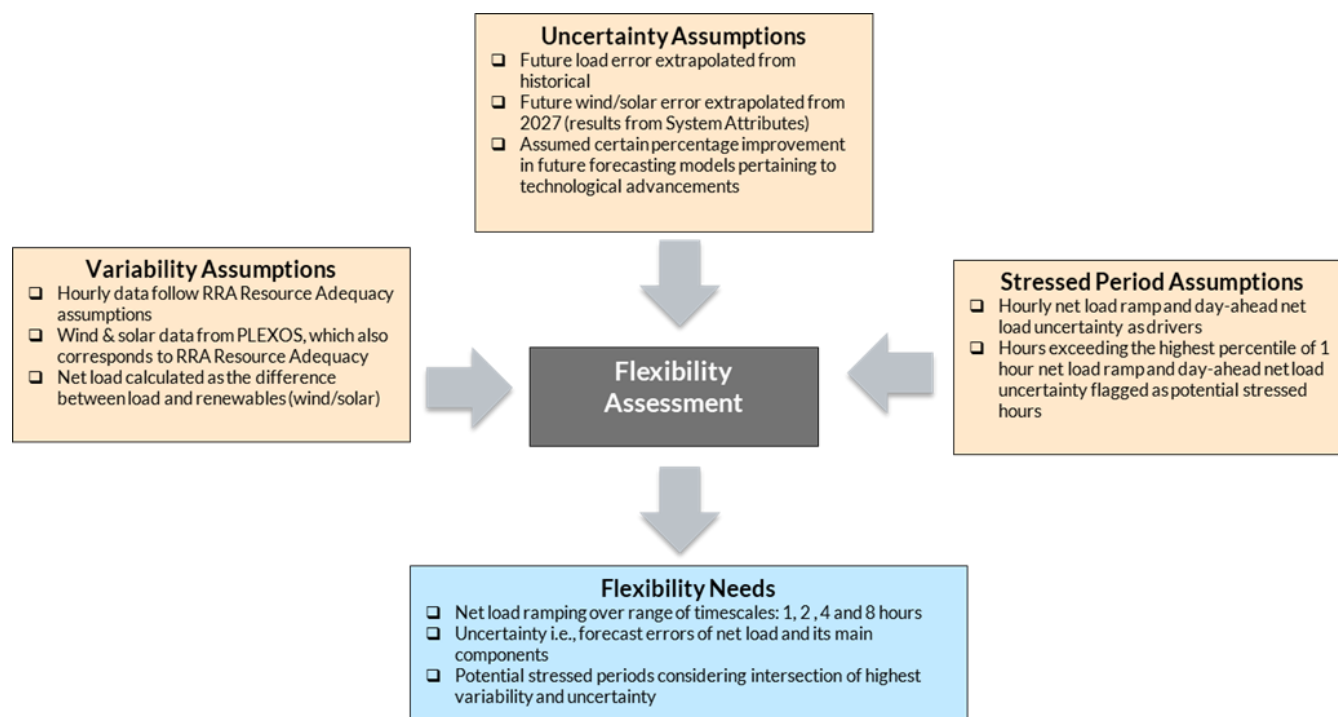 Uncertainty Assumptions
❑ Future load error extrapolated from
historical
❑ Future wind/solar error extrapolated from
2027 (results from System Attributes)
❑ Assumed certain percentage improvement
in future forecasting models pertaining to
technological advancements
Variability Assumptions
❑ Hourly data follow RRA Resource Adequacy
assumptions
❑ Wind & solar data from PLEXOS, which also
corresponds to RRA Resource Adequacy
❑ Net load calculated as the difference
between load and renewables (wind/solar)
Flexibility
Assessment
Stressed Period Assumptions
❑ Hourly net load ramp and day-ahead net
load uncertainty as drivers
❑ Hours exceeding the highest percentile of 1
hour net load ramp and day-ahead net load
uncertainty flagged as potential stressed
hours
Flexibility Needs
❑ Net load ramping over range of timescales: 1, 2 , 4 and 8 hours
❑ Uncertainty i.e., forecast errors of net load and its main
components
❑ Potential stressed periods considering intersection of highest
variability and uncertainty